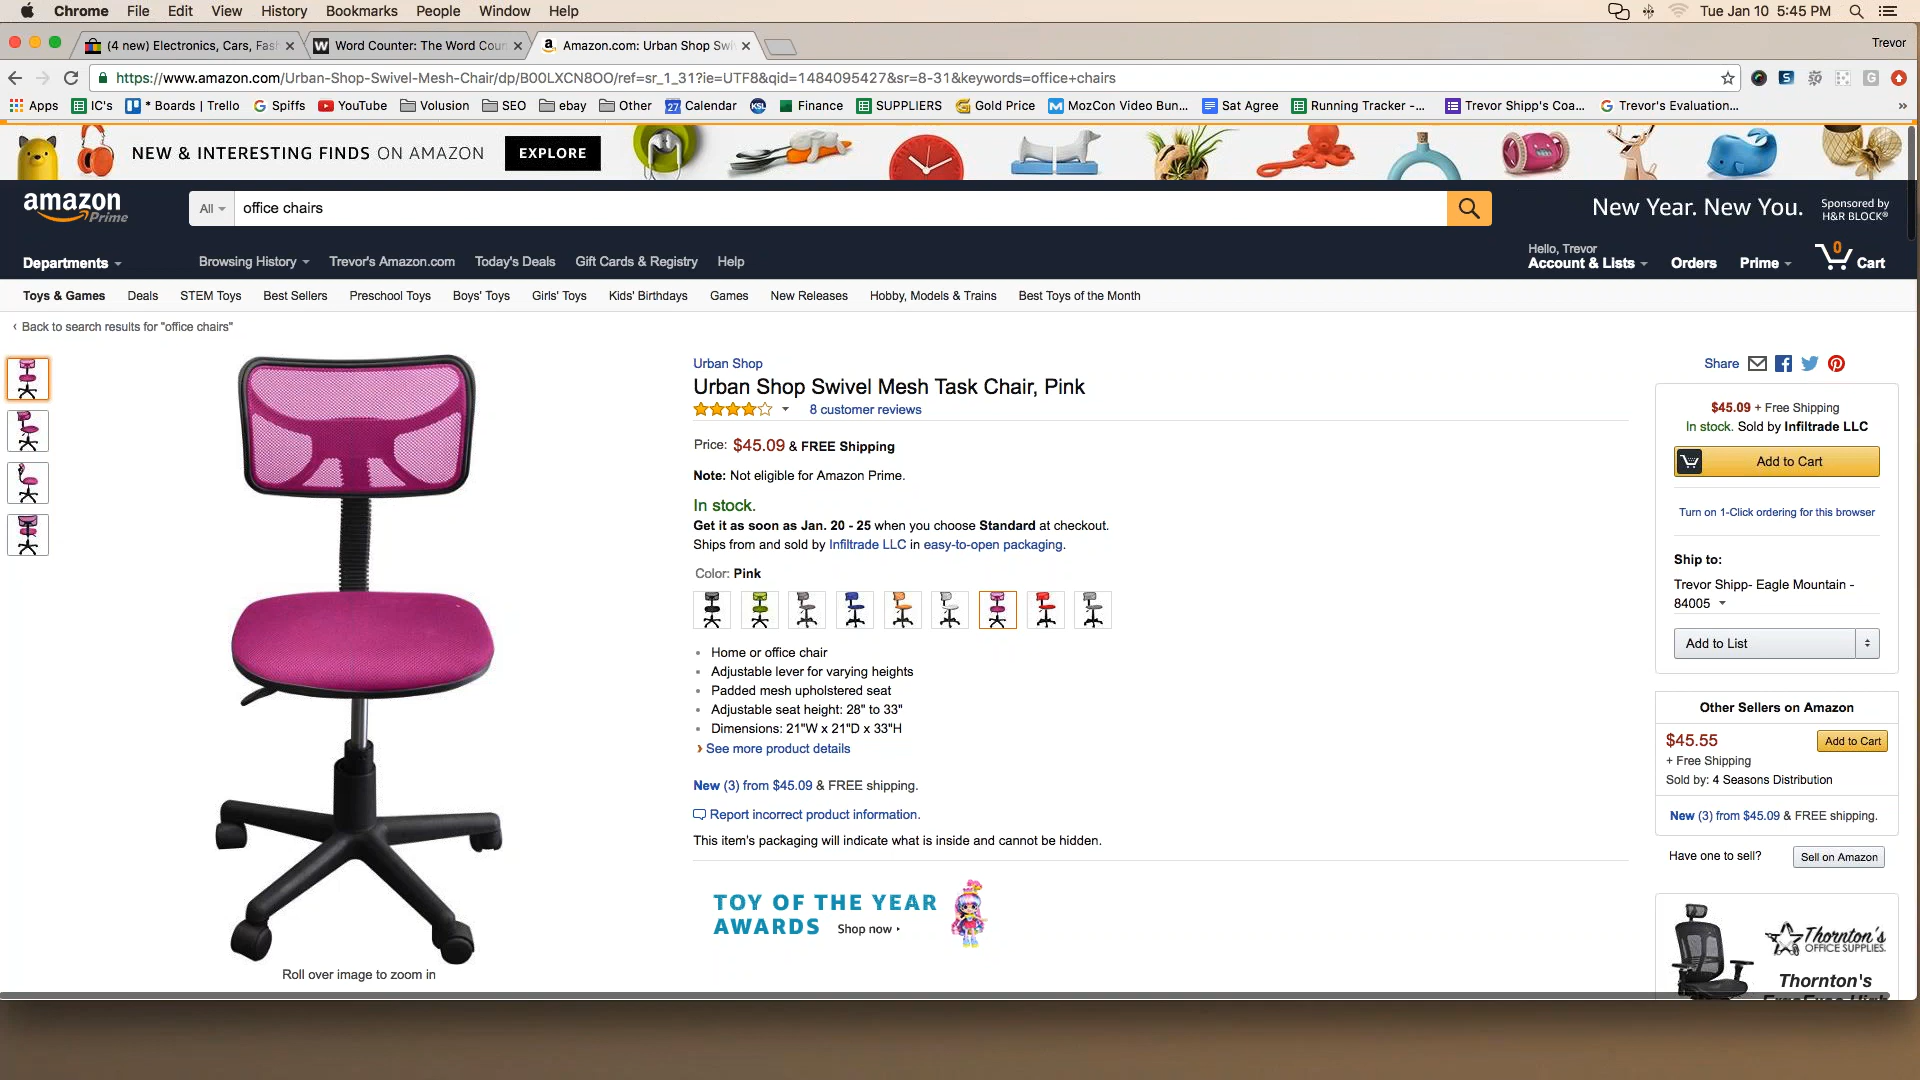 Chrome File Edit View History Bookmarks People Window Help
Tue Jan 10 5:45 PM
(4 new) Electronics, Cars, Fas
Word Counter: The Word Cou
Amazon.com: Urban Shop Swi
Trevor
https://www.amazon.com/Urban-Shop-Swivel-Mesh-Chair/dp/B00LXCN8OO/ref=sr_1_31?ie=UTF8&qid=1484095427&sr=8-31&keywords=office+chairs
Apps IC's * Boards | Trello Spiffs YouTube Volusion SEO ebay Other 27 Calendar KSL Finance SUPPLIERS Gold Price MozCon Video Bun... Sat Agree Running Tracker -... Trevor Shipp's Coa... Trevor's Evaluation... »
NEW & INTERESTING FINDS ON AMAZON EXPLORE
amazon Prime
All office chairs
New Year. New You.
Sponsored by
H&R BLOCK®
Departments
Browsing History Trevor's Amazon.com Today's Deals Gift Cards & Registry Help
Hello, Trevor
Account & Lists Orders Prime 0 Cart
Toys & Games Deals STEM Toys Best Sellers Preschool Toys Boys' Toys Girls' Toys Kids' Birthdays Games New Releases Hobby, Models & Trains Best Toys of the Month
‹ Back to search results for "office chairs"
Roll over image to zoom in
Urban Shop
Urban Shop Swivel Mesh Task Chair, Pink
8 customer reviews
Price: $45.09 & FREE Shipping
Note: Not eligible for Amazon Prime.
In stock.
Get it as soon as Jan. 20 - 25 when you choose Standard at checkout.
Ships from and sold by Infiltrade LLC in easy-to-open packaging.
Color: Pink
• Home or office chair
• Adjustable lever for varying heights
• Padded mesh upholstered seat
• Adjustable seat height: 28" to 33"
• Dimensions: 21"W x 21"D x 33"H
› See more product details
New (3) from $45.09 & FREE shipping.
Report incorrect product information.
This item's packaging will indicate what is inside and cannot be hidden.
TOY OF THE YEAR
AWARDS Shop now ›
Share
$45.09 + Free Shipping
In stock. Sold by Infiltrade LLC
Add to Cart
Turn on 1-Click ordering for this browser
Ship to:
Trevor Shipp- Eagle Mountain -
84005
Add to List
Other Sellers on Amazon
$45.55 Add to Cart
+ Free Shipping
Sold by: 4 Seasons Distribution
New (3) from $45.09 & FREE shipping.
Have one to sell? Sell on Amazon
Thornton's
OFFICE SUPPLIES
Thornton's
ErgoFree High